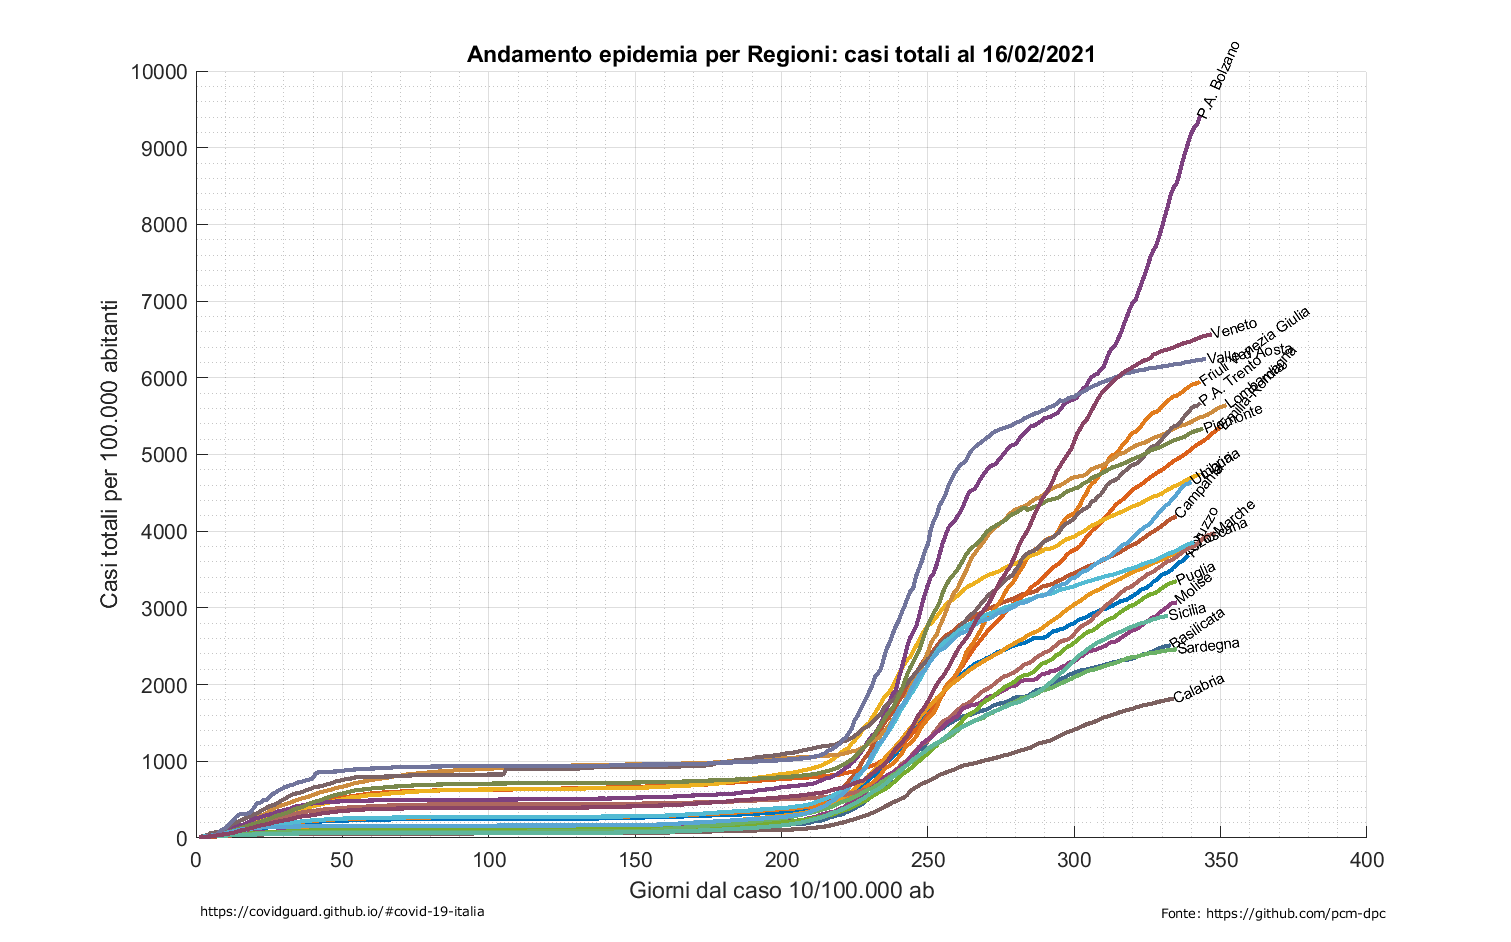 Andamento epidemia per Regioni: casi totali al 16/02/2021
Casi totali per 100.000 abitanti
10000
9000
8000
7000
6000
5000
4000
3000
2000
1000
0
0
50
100
150
200
250
300
350
400
Giorni dal caso 10/100.000 ab
P.A. Bolzano
Veneto
Valle d'Aosta
Friuli Venezia Giulia
P.A. Trento
Lombardia
Emilia-Romagna
Piemonte
Umbria
Campania
Marche
Toscana
Puglia
Molise
Sicilia
Basilicata
Sardegna
Calabria
https://covidguard.github.io/#covid-19-italia
Fonte: https://github.com/pcm-dpc